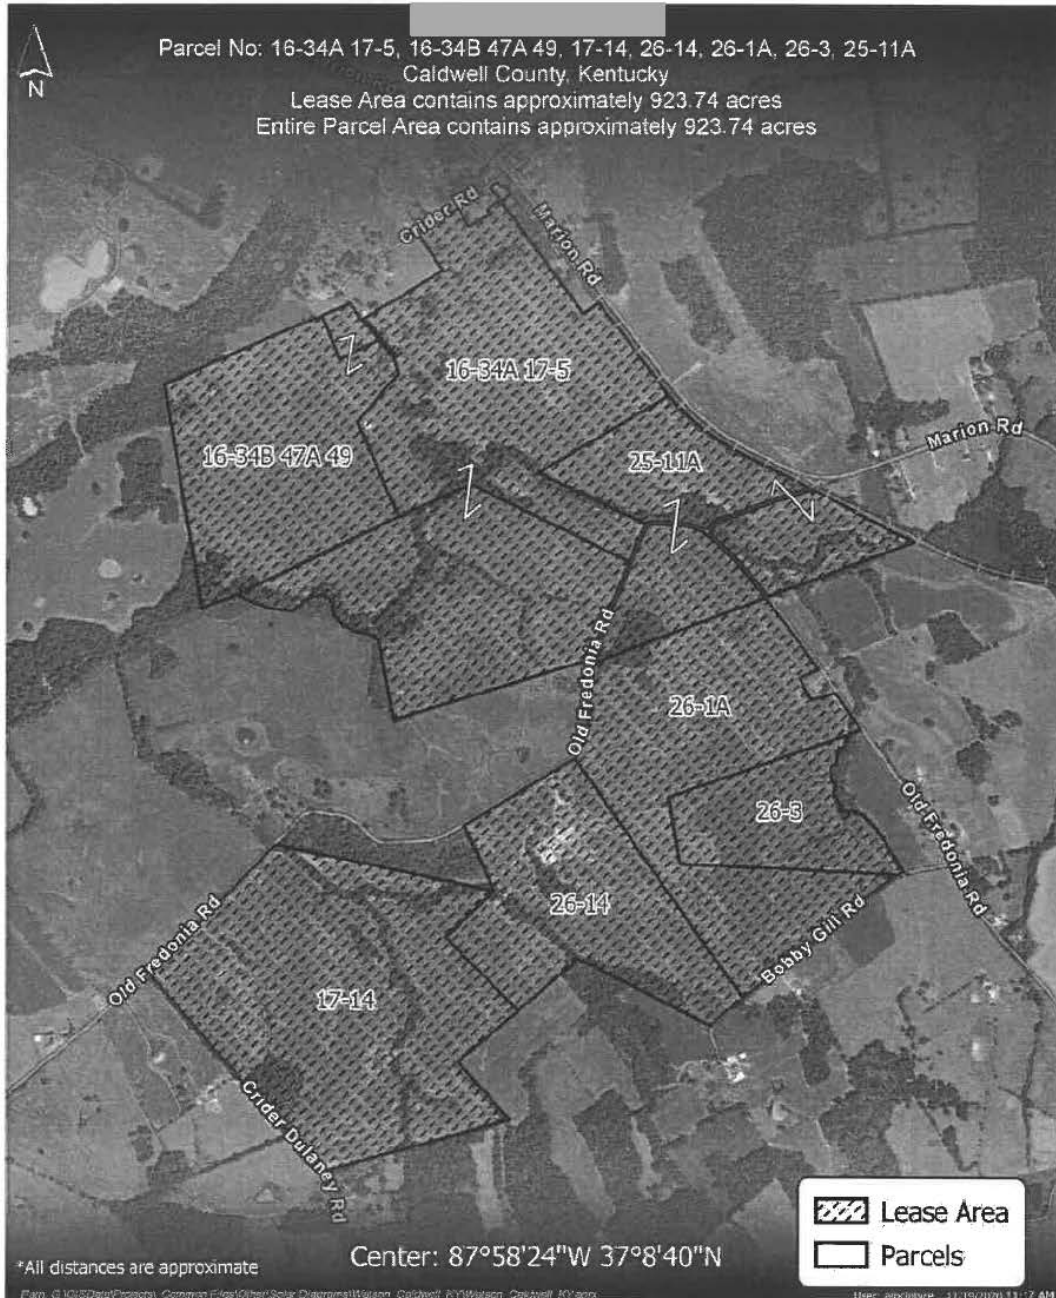 Parcel No: 16-34A 17-5, 16-34B 47A 49, 17-14, 26-14, 26-1A, 26-3, 25-11A
Caldwell County, Kentucky
Lease Area contains approximately 923.74 acres
Entire Parcel Area contains approximately 923.74 acres
N
Crider Rd
Marion Rd
16-34A 17-5
Marion Rd
16-34B 47A 49
25-11A
Old Fredonia Rd
26-1A
26-3
Old Fredonia Rd
26-14
Old Fredonia Rd
Bobby Gill Rd
17-14
Crider Dulaney Rd
Lease Area
Parcels
Center: 87°58'24"W 37°8'40"N
*All distances are approximate